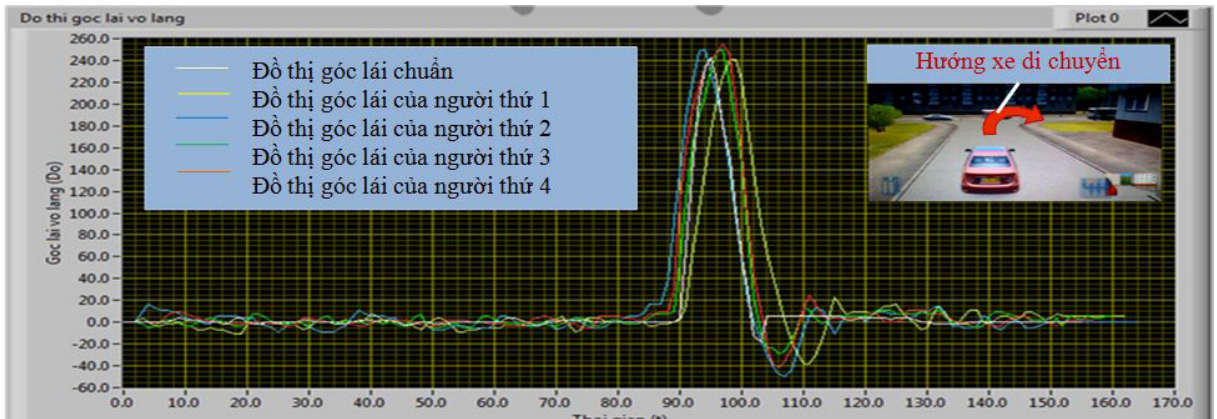 Do thi goc lai vo lang
Plot 0
Goc lai vo lang (Do)
260.0
240.0
220.0
200.0
180.0
160.0
140.0
120.0
100.0
80.0
60.0
40.0
20.0
0.0
-20.0
-40.0
-60.0
Đồ thị góc lái chuẩn
Đồ thị góc lái của người thứ 1
Đồ thị góc lái của người thứ 2
Đồ thị góc lái của người thứ 3
Đồ thị góc lái của người thứ 4
Hướng xe di chuyển
0.0 10.0 20.0 30.0 40.0 50.0 60.0 70.0 80.0 90.0 100.0 110.0 120.0 130.0 140.0 150.0 160.0 170.0
Thoi gian (t)